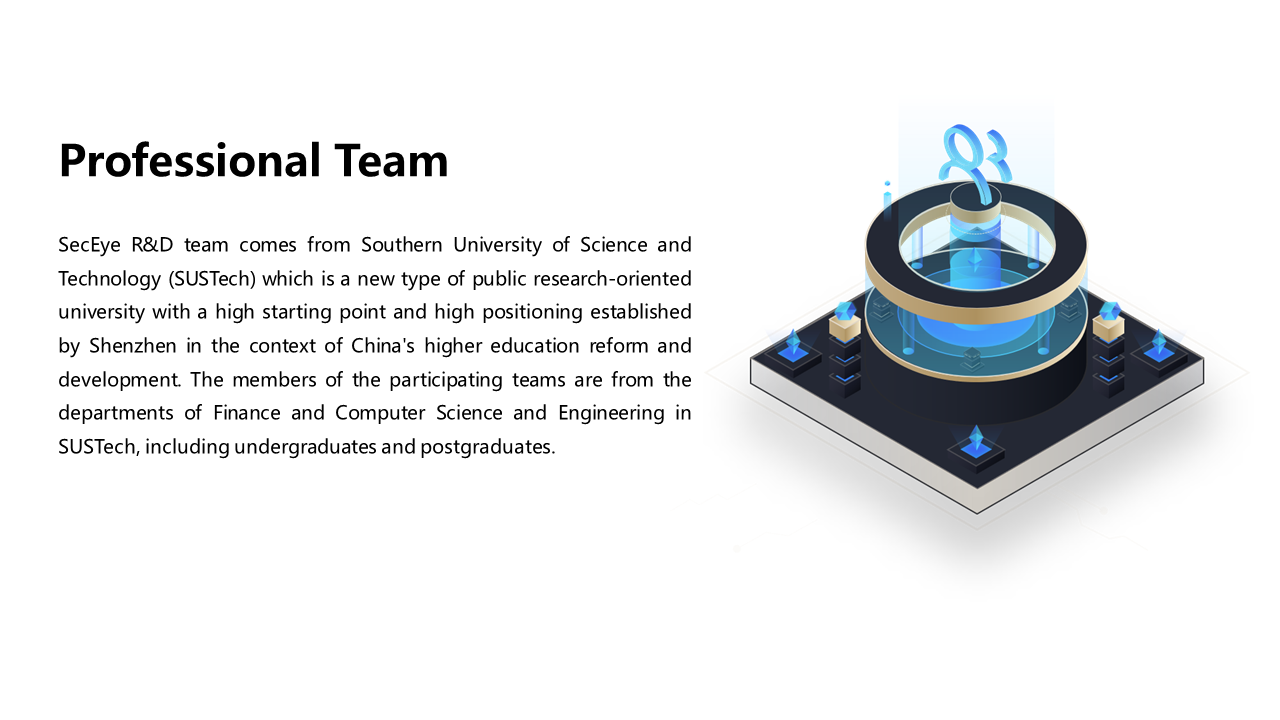 Professional Team
SecEye R&D team comes from Southern University of Science and
Technology (SUSTech) which is a new type of public research-oriented
university with a high starting point and high positioning established
by Shenzhen in the context of China's higher education reform and
development. The members of the participating teams are from the
departments of Finance and Computer Science and Engineering in
SUSTech, including undergraduates and postgraduates.